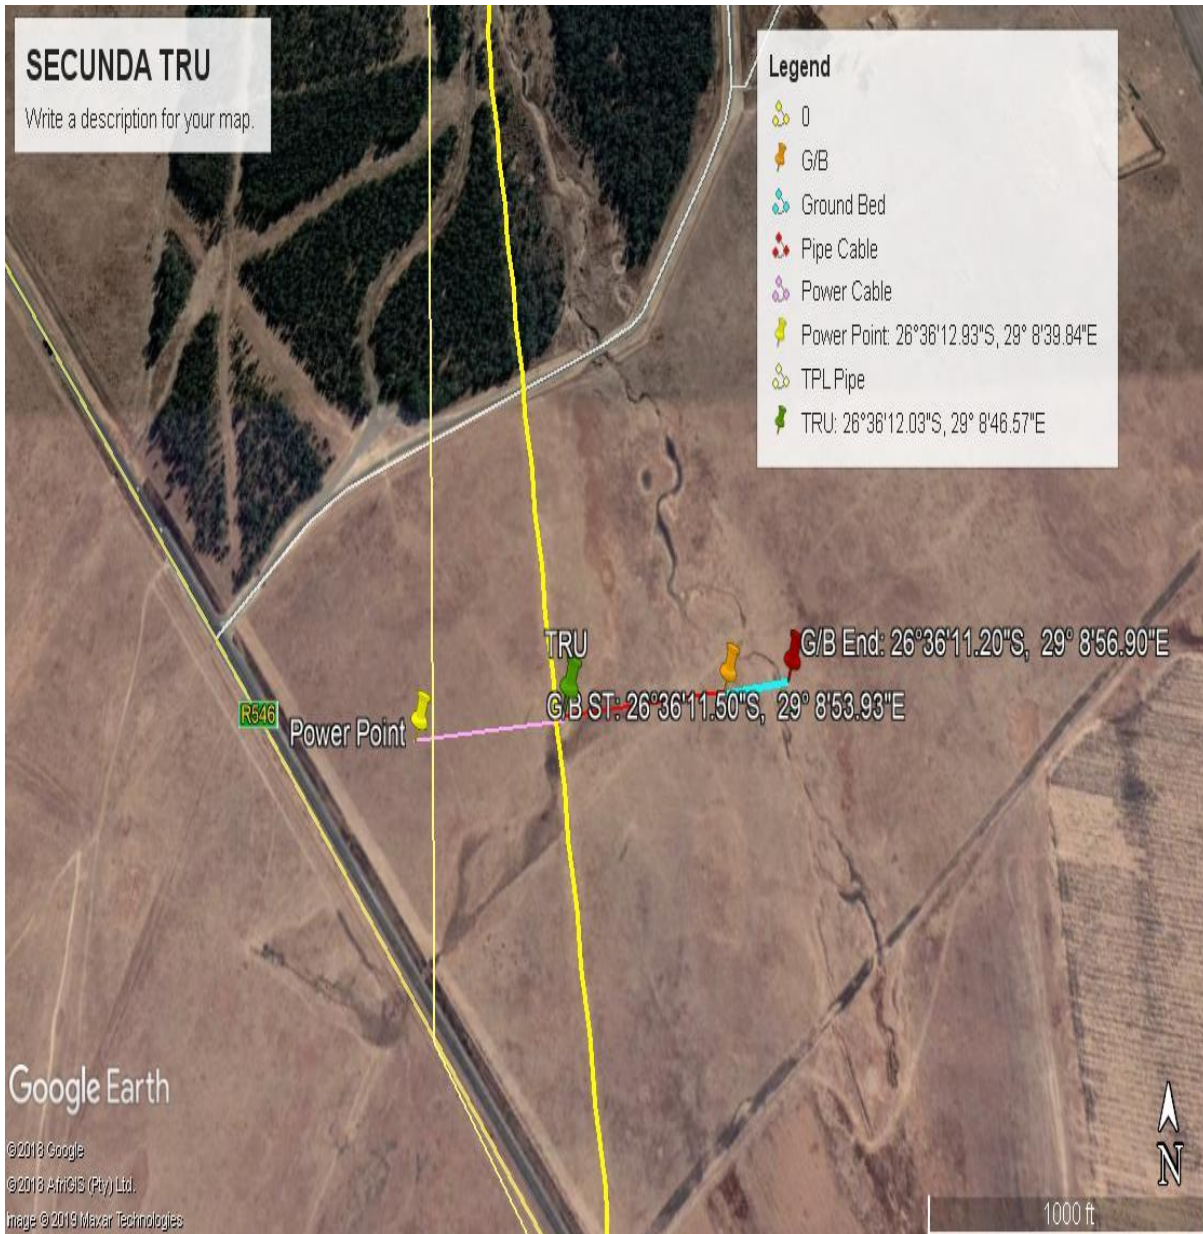 SECUNDA TRU
Write a description for your map.
Legend
0
G/B
Ground Bed
Pipe Cable
Power Cable
Power Point: 26°36'12.93"S, 29° 8'39.84"E
TPL Pipe
TRU: 26°36'12.03"S, 29° 8'46.57"E
TRU
G/B End: 26°36'11.20"S, 29° 8'56.90"E
G/B ST: 26°36'11.50"S, 29° 8'53.93"E
R546
Power Point
Google Earth
©2018 Google
©2018 AfriGIS (Pty) Ltd.
Image © 2019 Maxar Technologies
N
1000 ft